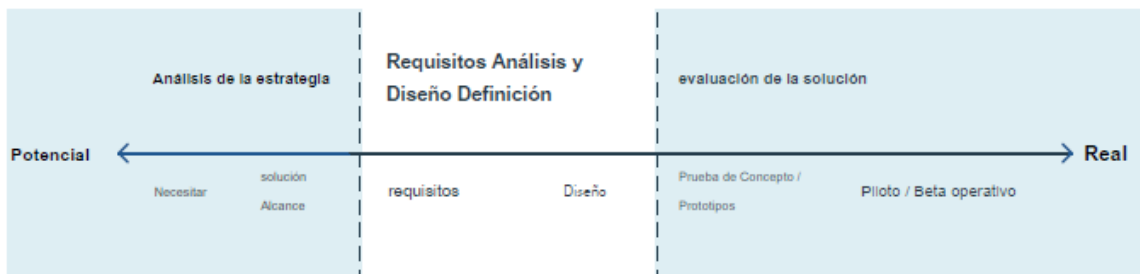 Análisis de la estrategia
Requisitos Análisis y
Diseño Definición
evaluación de la solución
Potencial
Real
Necesitar
solución
Alcance
requisitos
Diseño
Prueba de Concepto /
Prototipos
Piloto / Beta operativo